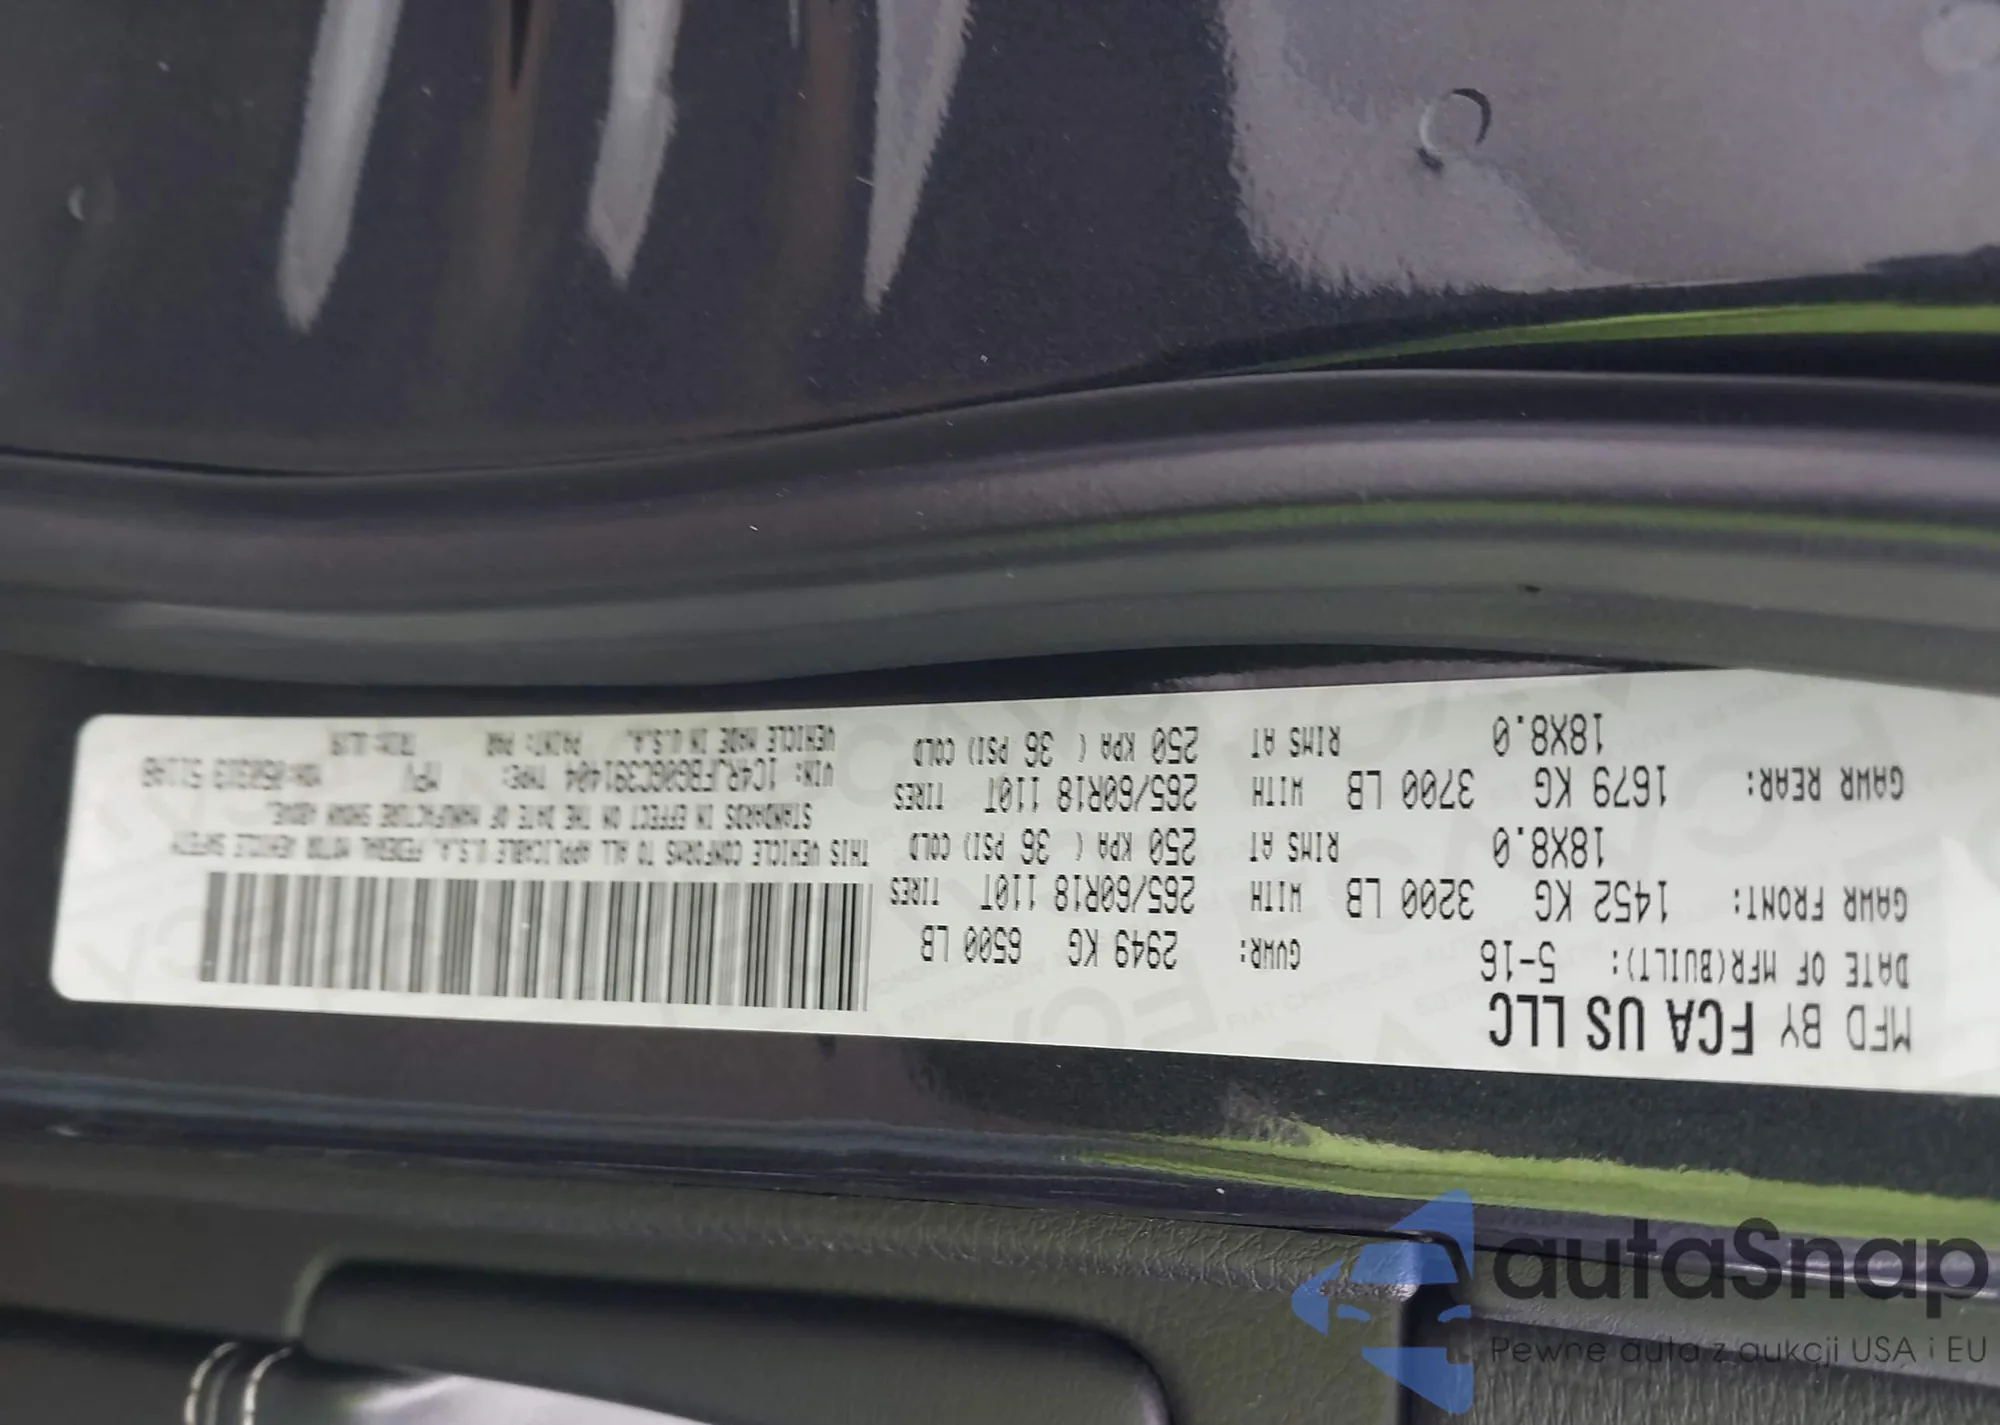 MFD BY FCA US LLC
DATE OF MFR(BUILT): 5-16 GVWR: 2949 KG 6500 LB
GAWR FRONT: 1452 KG 3200 LB WITH 265/60R18 110T TIRES
18X8.0 RIMS AT 250 KPA ( 36 PSI) COLD
GAWR REAR: 1679 KG 3700 LB WITH 265/60R18 110T TIRES
18X8.0 RIMS AT 250 KPA ( 36 PSI) COLD
THIS VEHICLE CONFORMS TO ALL APPLICABLE U.S.A. FEDERAL MOTOR VEHICLE SAFETY
STANDARDS IN EFFECT ON THE DATE OF MANUFACTURE SHOWN ABOVE.
VIN: 1C4RJFBG0GC391404 TYPE: MPV
VEHICLE MADE IN U.S.A. PAINT: TRIM:
autaSnap
Pewne auta z aukcji USA i EU